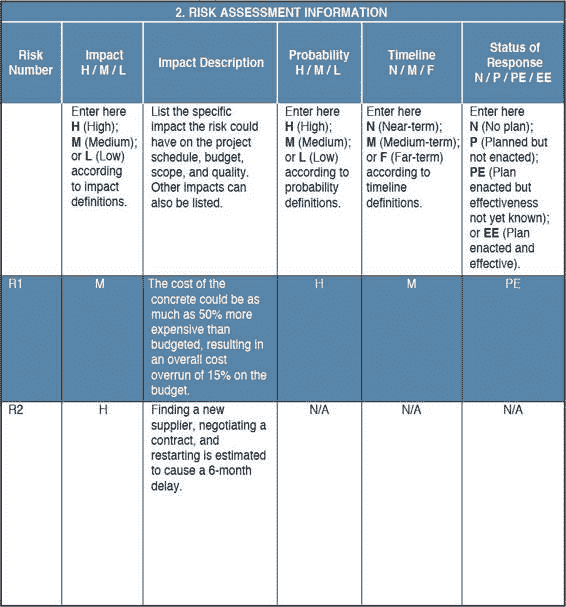 2. RISK ASSESSMENT INFORMATION
Risk
Number
Impact
H / M / L
Impact Description
Probability
H / M / L
Timeline
N / M / F
Status of
Response
N / P / PE / EE
Enter here
H (High);
M (Medium);
or L (Low)
according
to impact
definitions.
List the specific
impact the risk could
have on the project
schedule, budget,
scope, and quality.
Other impacts can
also be listed.
Enter here
H (High);
M (Medium);
or L (Low)
according to
probability
definitions.
Enter here
N (Near-term);
M (Medium-term);
or F (Far-term)
according to
timeline
definitions.
Enter here
N (No plan);
P (Planned but
not enacted);
PE (Plan
enacted but
effectiveness
not yet known);
or EE (Plan
enacted and
effective).
R1
M
The cost of the
concrete could be as
much as 50% more
expensive than
budgeted, resulting in
an overall cost
overrun of 15% on the
budget.
H
M
PE
R2
H
Finding a new
supplier, negotiating a
contract, and
restarting is estimated
to cause a 6-month
delay.
N/A
N/A
N/A